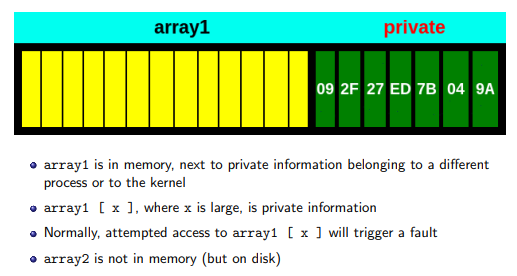 array1 private
09 2F 27 ED 7B 04 9A
array1 is in memory, next to private information belonging to a different
process or to the kernel
array1 [ x ], where x is large, is private information
Normally, attempted access to array1 [ x ] will trigger a fault
array2 is not in memory (but on disk)